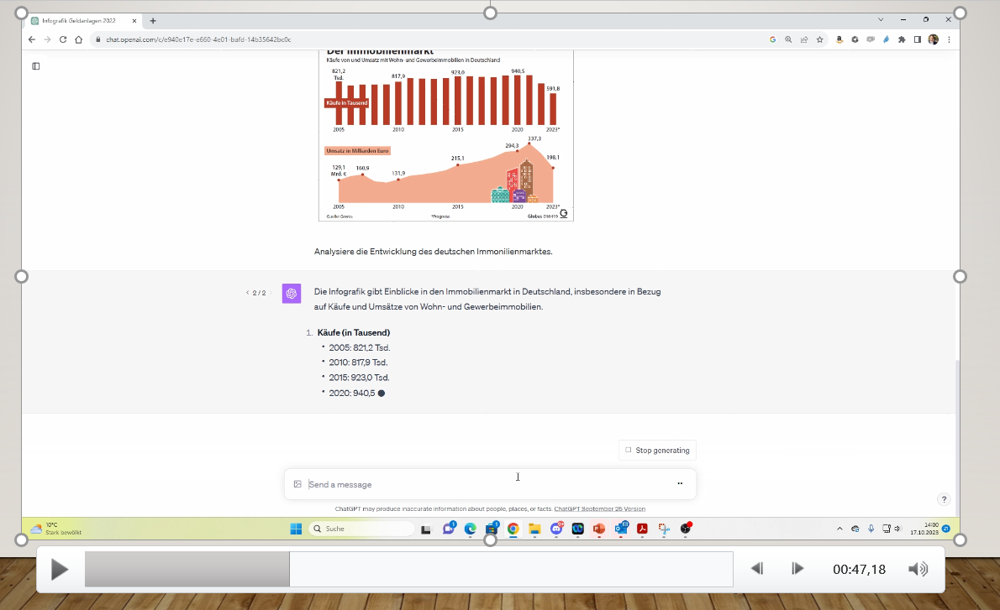 Infografik Geldanlagen 2022
chat.openai.com/c/e940e17e-e660-4e01-bafd-14b35642bc0c
Der Immobilienmarkt
Käufe von und Umsatz mit Wohn- und Gewerbeimmobilien in Deutschland
821,2
Tsd.
817,9
923,0
940,5
591,8
Käufe in Tausend
2005 2010 2015 2020 2023*
Umsatz in Milliarden Euro
129,1
Mrd. €
160,9
131,9
215,1
294,3
337,3
198,1
2005 2010 2015 2020 2023*
Quelle: Gewos *Prognose Globus 016419 G
Analysiere die Entwicklung des deutschen Immonilienmarktes.
2/2
Die Infografik gibt Einblicke in den Immobilienmarkt in Deutschland, insbesondere in Bezug
auf Käufe und Umsätze von Wohn- und Gewerbeimmobilien.
1. Käufe (in Tausend)
• 2005: 821,2 Tsd.
• 2010: 817,9 Tsd.
• 2015: 923,0 Tsd.
• 2020: 940,5
Stop generating
Send a message
ChatGPT may produce inaccurate information about people, places, or facts. ChatGPT September 25 Version
?
10°C
Stark bewölkt
Suche
14:00
17.10.2023
00:47,18